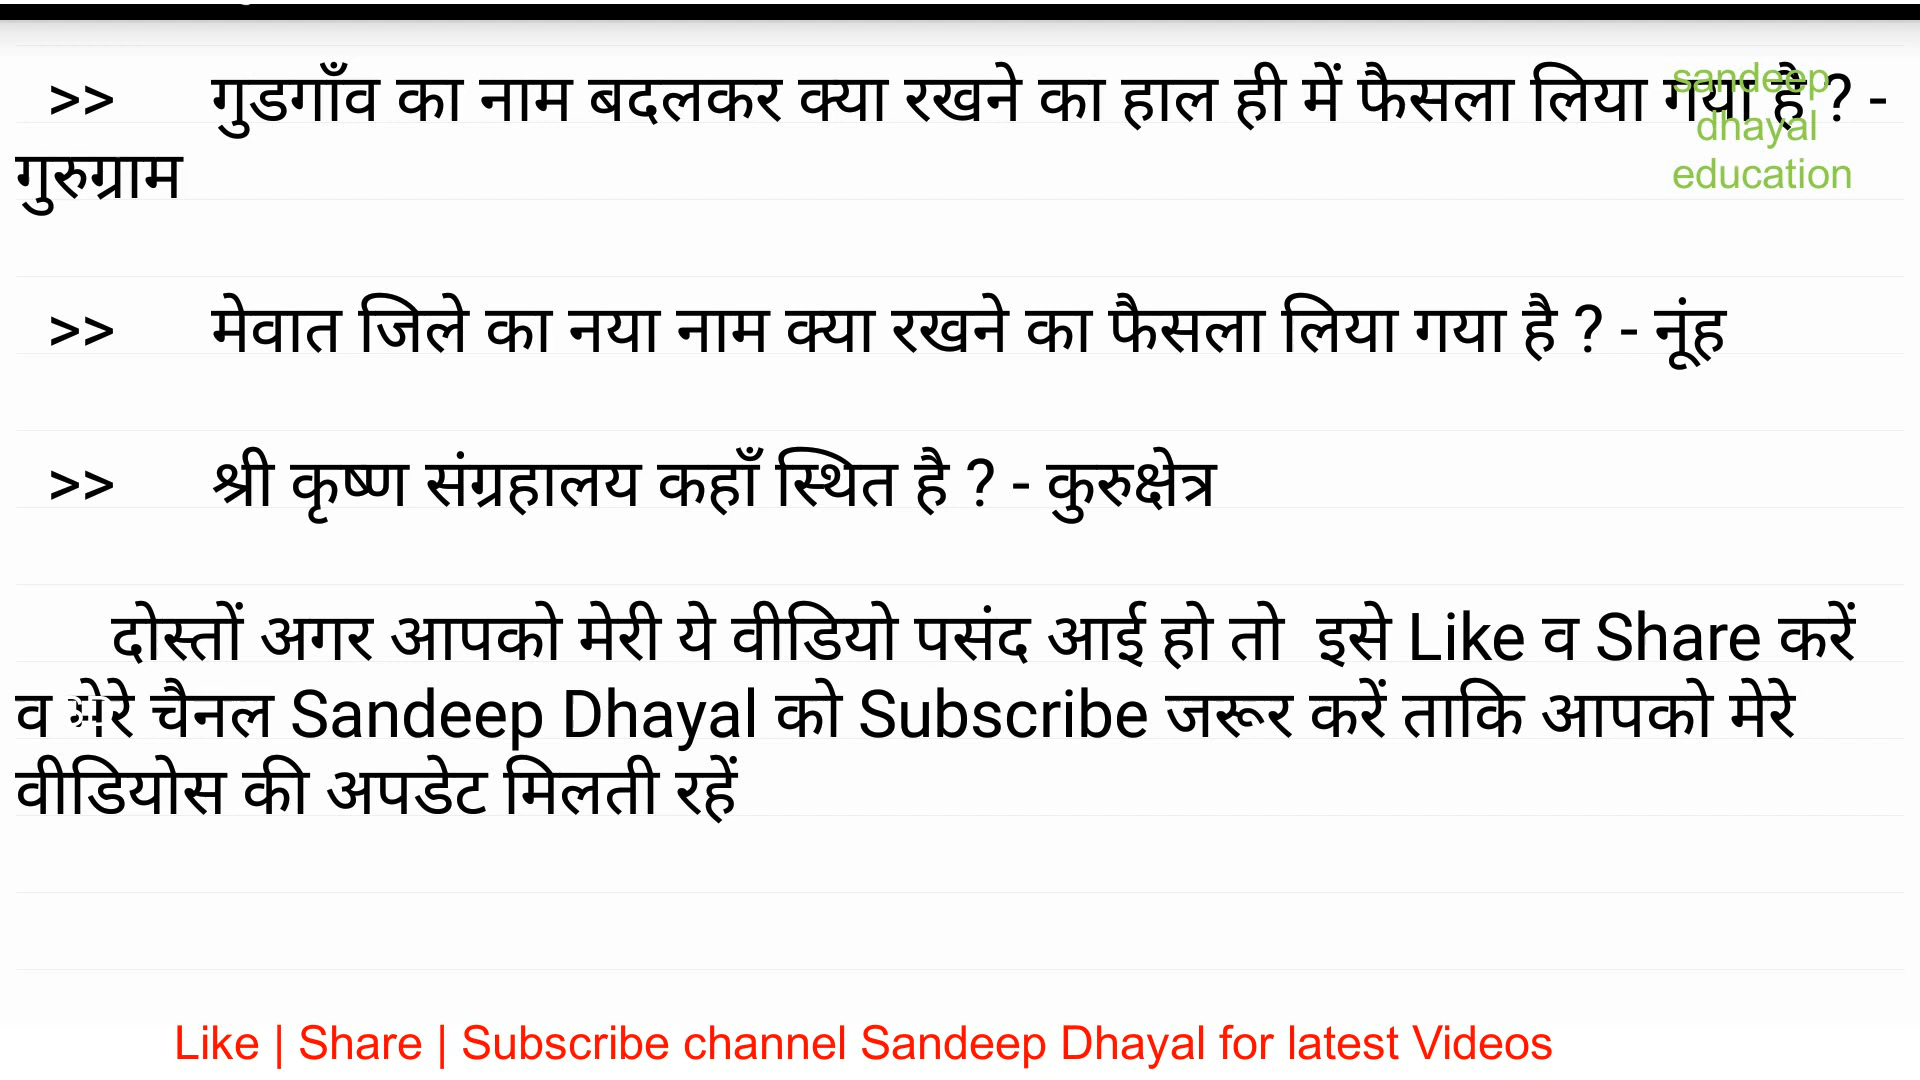 >> गुडगाँव का नाम बदलकर क्या रखने का हाल ही में फैसला लिया गया है ? -
गुरुग्राम
sandeep
dhayal
education
>> मेवात जिले का नया नाम क्या रखने का फैसला लिया गया है ? - नूंह
>> श्री कृष्ण संग्रहालय कहाँ स्थित है ? - कुरुक्षेत्र
दोस्तों अगर आपको मेरी ये वीडियो पसंद आई हो तो इसे Like व Share करें
व मेरे चैनल Sandeep Dhayal को Subscribe जरूर करें ताकि आपको मेरे
वीडियोस की अपडेट मिलती रहें
Like | Share | Subscribe channel Sandeep Dhayal for latest Videos